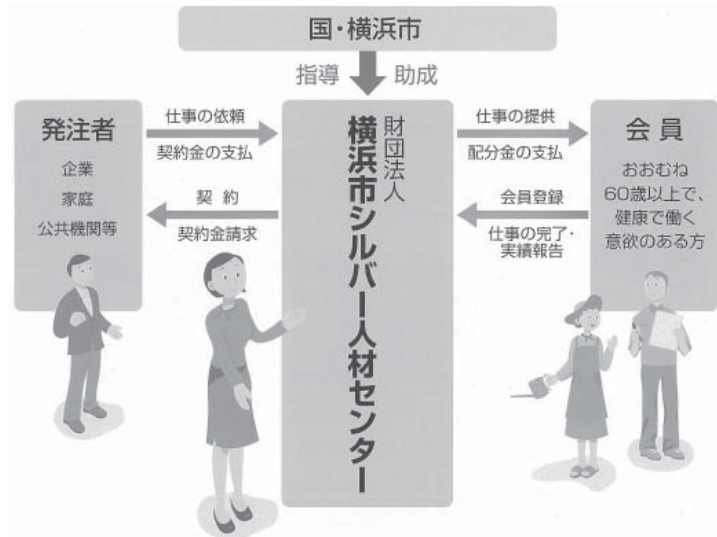 国・横浜市
指導 助成
発注者
企業
家庭
公共機関等
仕事の依頼
契約金の支払
契約
契約金請求
財団法人
横浜市シルバー人材センター
仕事の提供
配分金の支払
会員登録
仕事の完了・
実績報告
会員
おおむね
60歳以上で、
健康で働く
意欲のある方